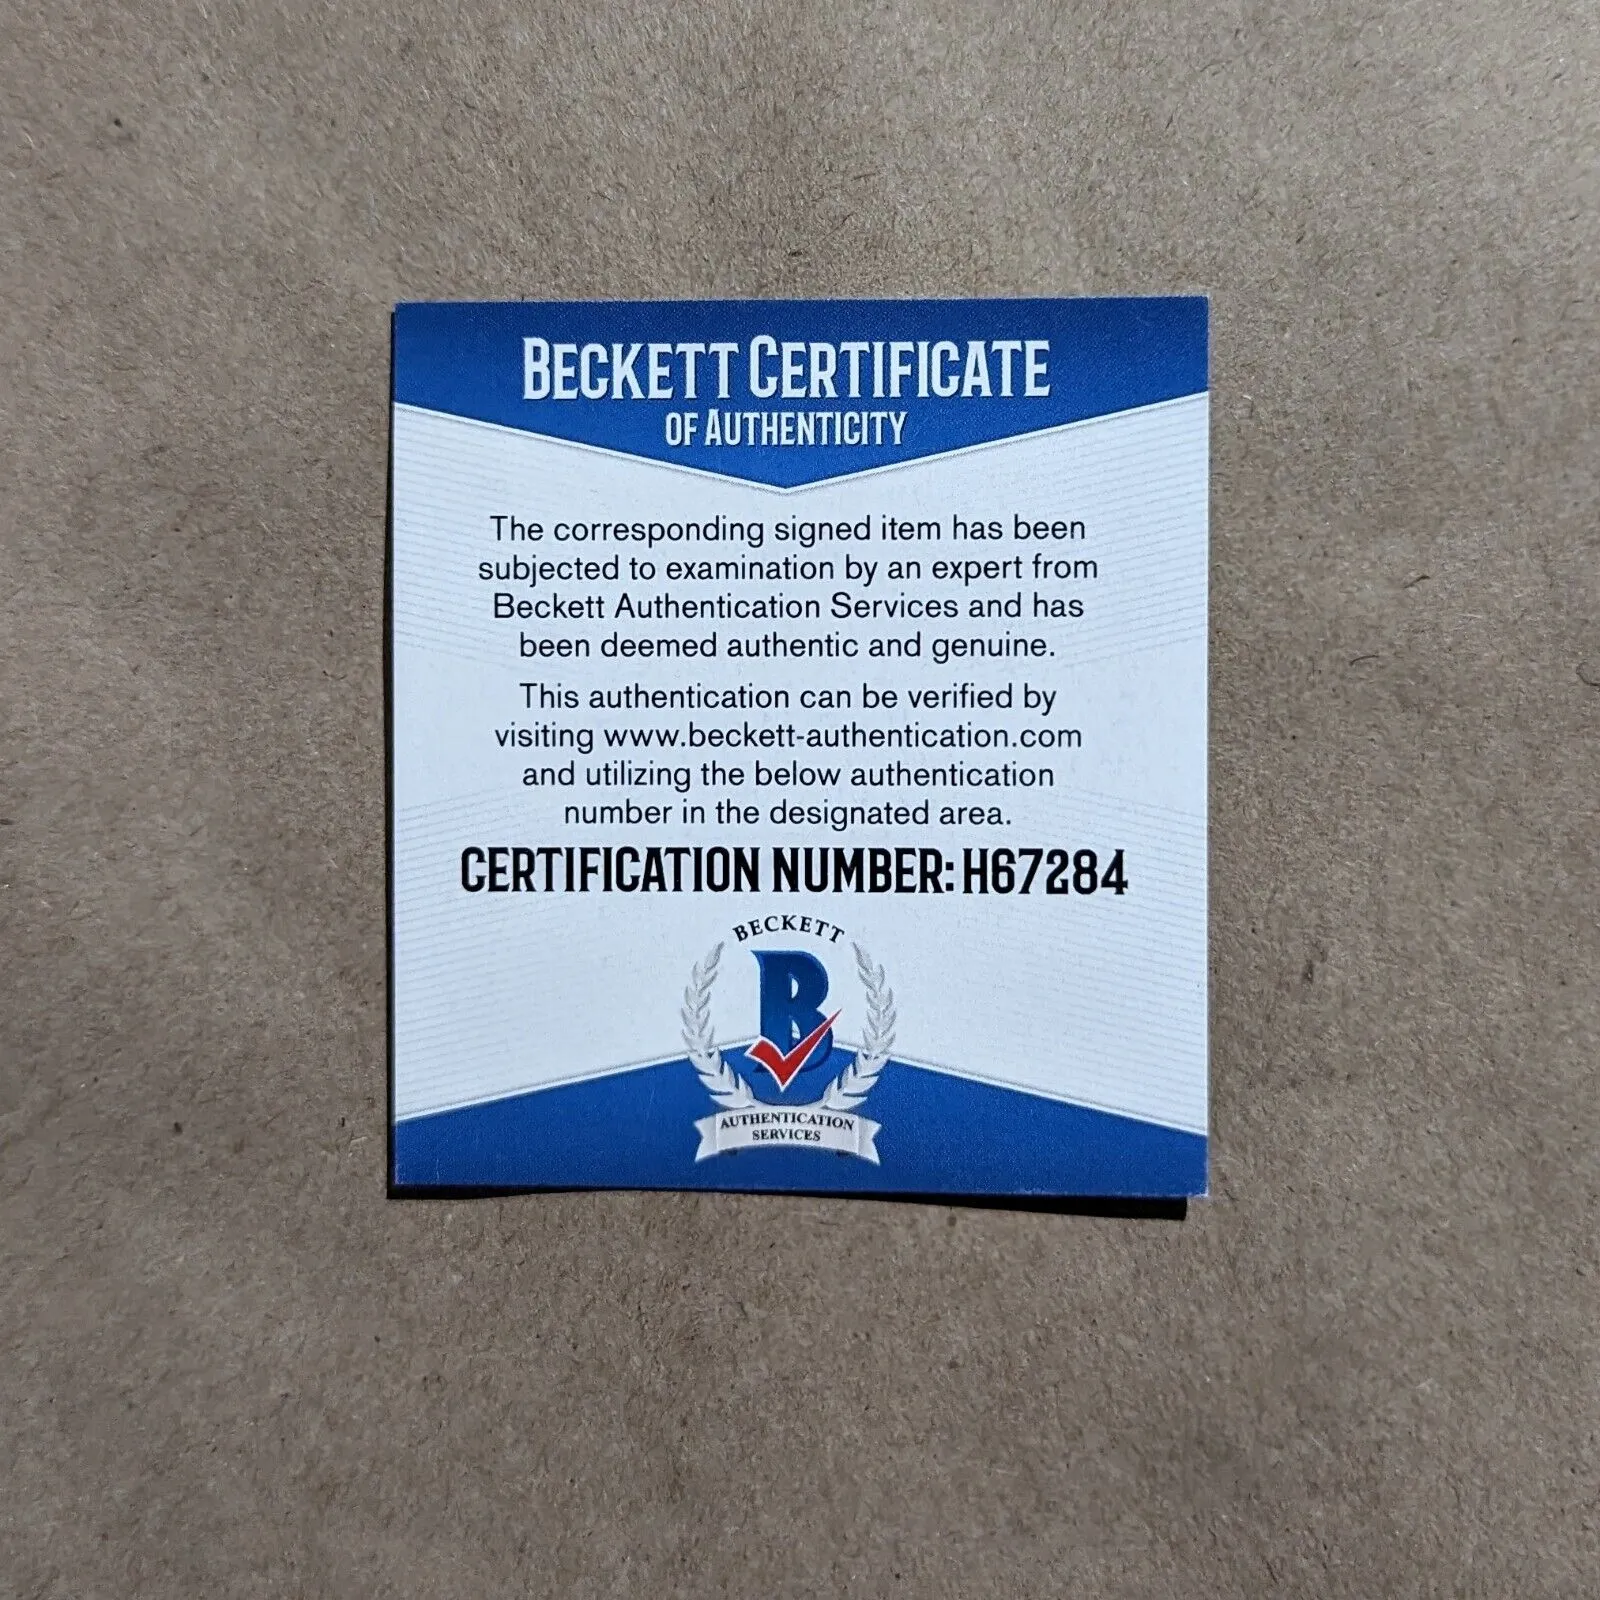 BECKETT CERTIFICATE
OF AUTHENTICITY
The corresponding signed item has been
subjected to examination by an expert from
Beckett Authentication Services and has
been deemed authentic and genuine.
This authentication can be verified by
visiting www.beckett-authentication.com
and utilizing the below authentication
number in the designated area.
CERTIFICATION NUMBER: H67284
BECKETT
B
AUTHENTICATION
SERVICES